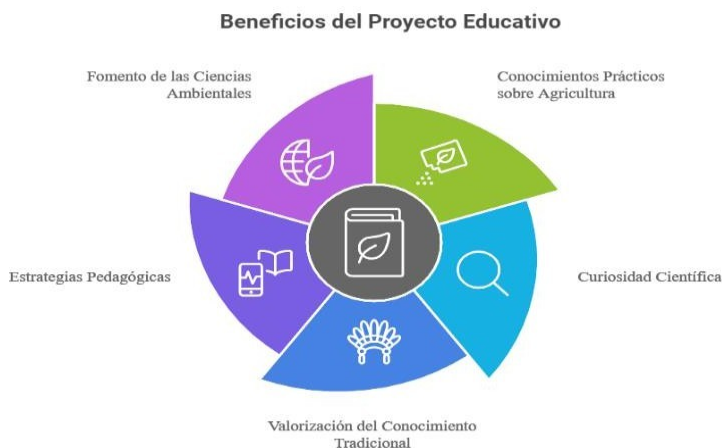 Beneficios del Proyecto Educativo
Fomento de las Ciencias
Ambientales
Conocimientos Prácticos
sobre Agricultura
Estrategias Pedagógicas
Curiosidad Científica
Valorización del Conocimiento
Tradicional